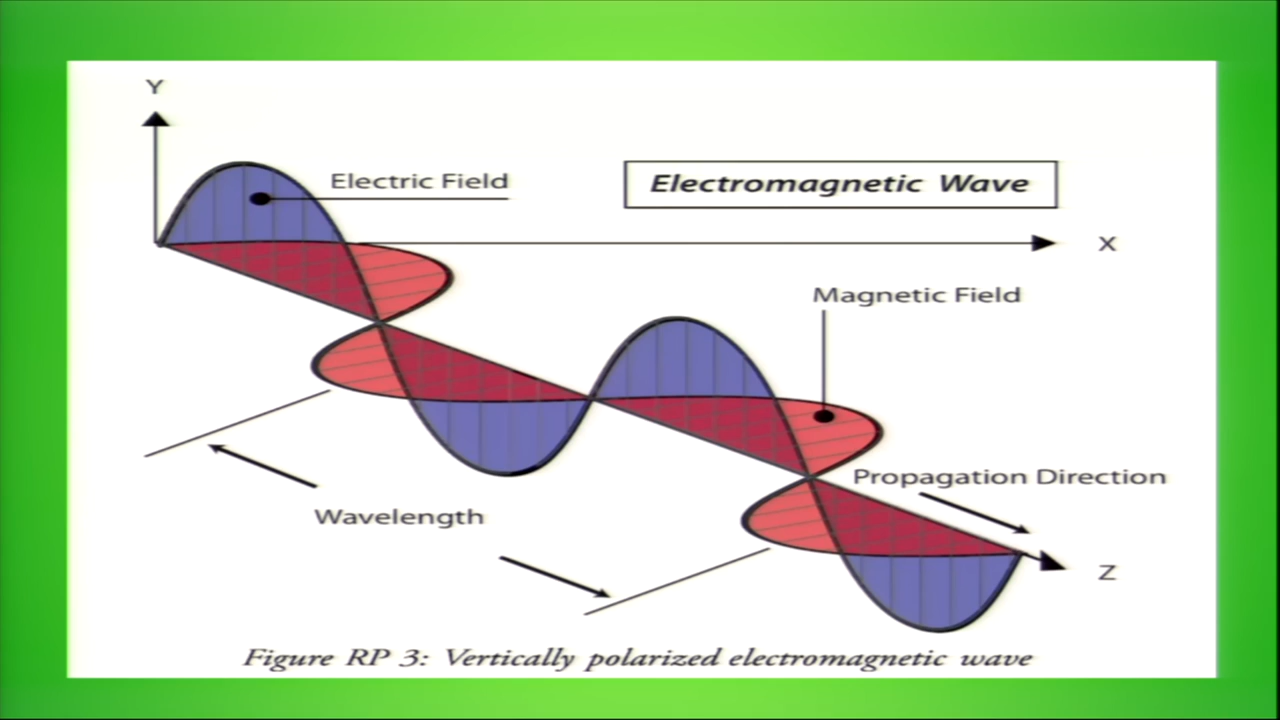 Y
Electric Field
Electromagnetic Wave
X
Magnetic Field
Propagation Direction
Wavelength
Z
Figure RP 3: Vertically polarized electromagnetic wave